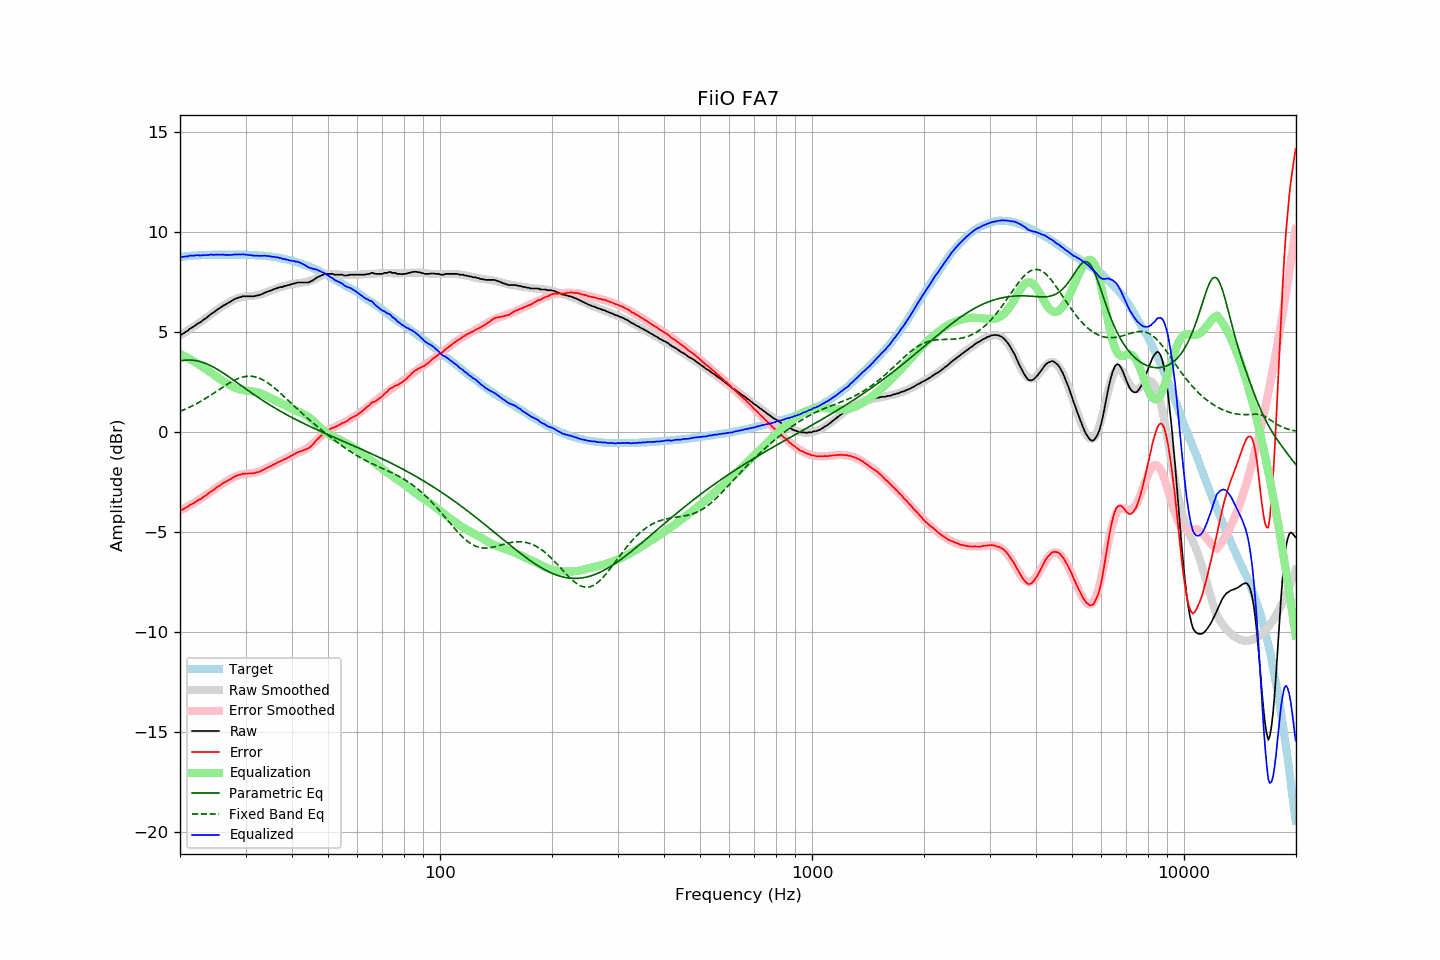 FiiO FA7
Amplitude (dBr)
15
10
5
0
−5
−10
−15
−20
Target
Raw Smoothed
Error Smoothed
Raw
Error
Equalization
Parametric Eq
Fixed Band Eq
Equalized
100
1000
10000
Frequency (Hz)